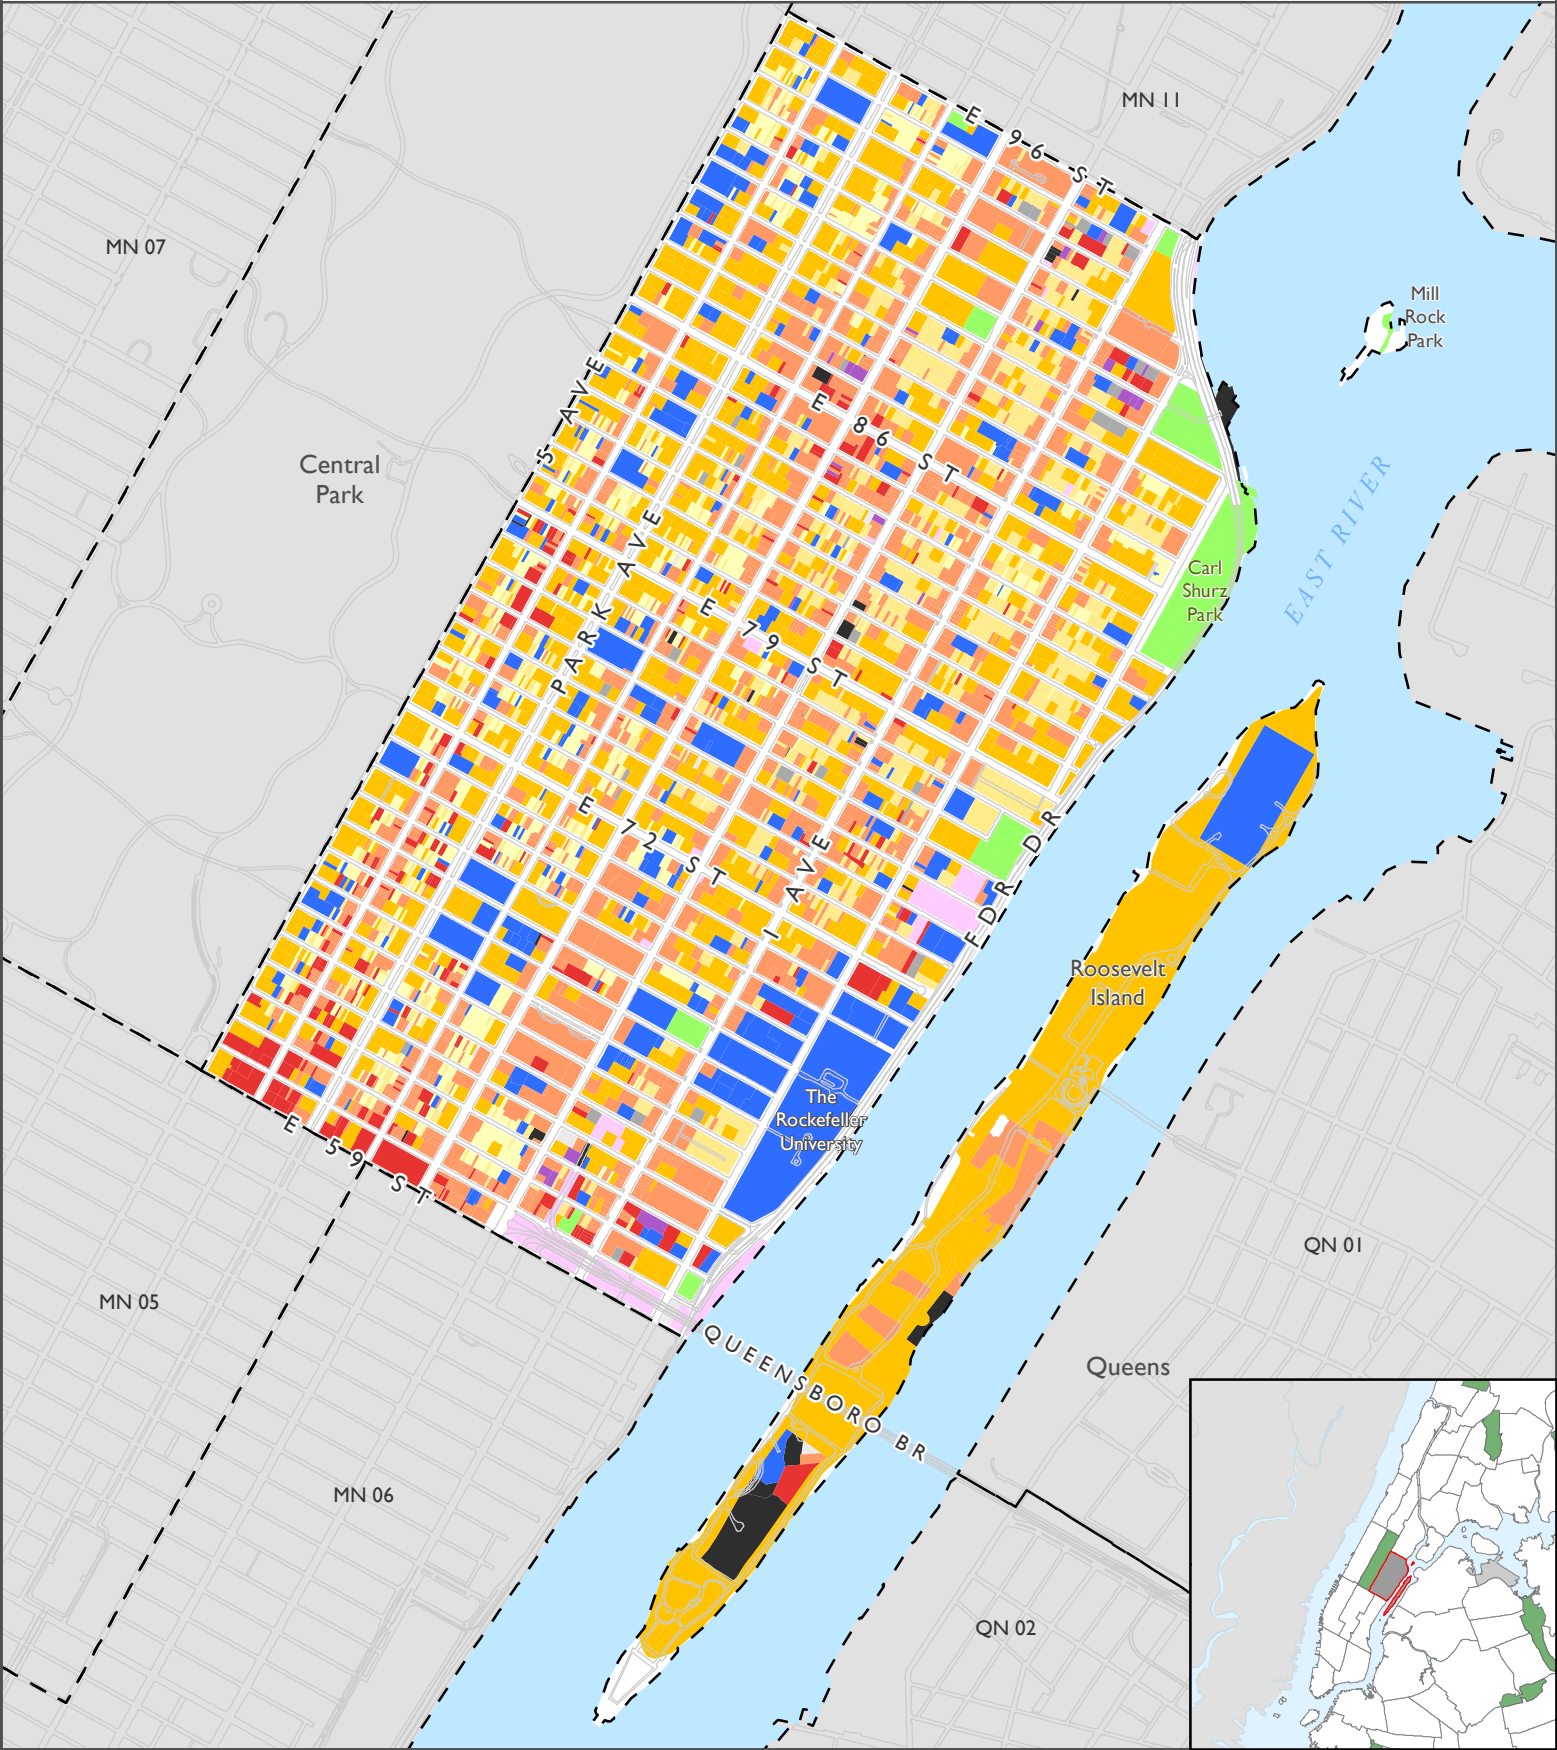 MN 11
E 96 ST
MN 07
Mill
Rock
Park
5 AVE
E 86 ST
Central
Park
EAST RIVER
PARK AVE
Carl
Shurz
Park
E 79 ST
E 72 ST
1 AVE
FDR DR
Roosevelt
Island
The
Rockefeller
University
E 59 ST
QN 01
MN 05
QUEENSBORO BR
Queens
MN 06
QN 02